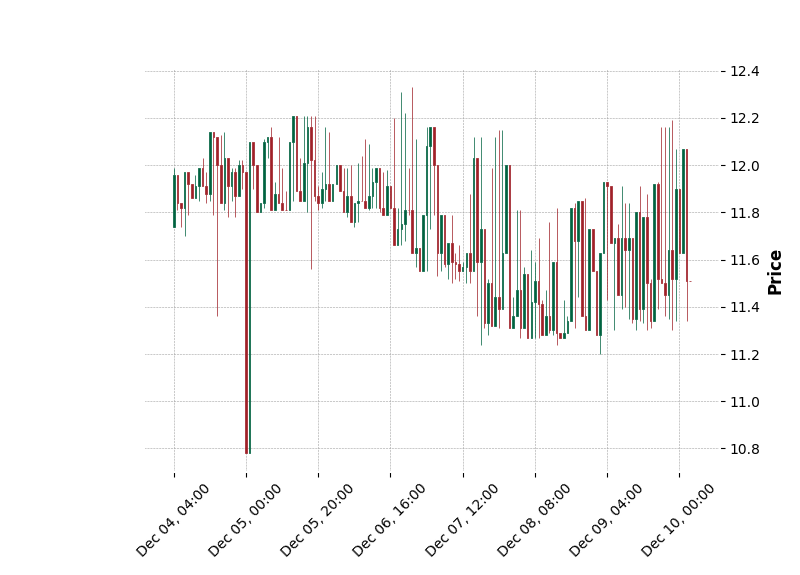 12.4
12.2
12.0
11.8
11.6
11.4
11.2
11.0
10.8
Price
Dec 04, 04:00
Dec 05, 00:00
Dec 05, 20:00
Dec 06, 16:00
Dec 07, 12:00
Dec 08, 08:00
Dec 09, 04:00
Dec 10, 00:00